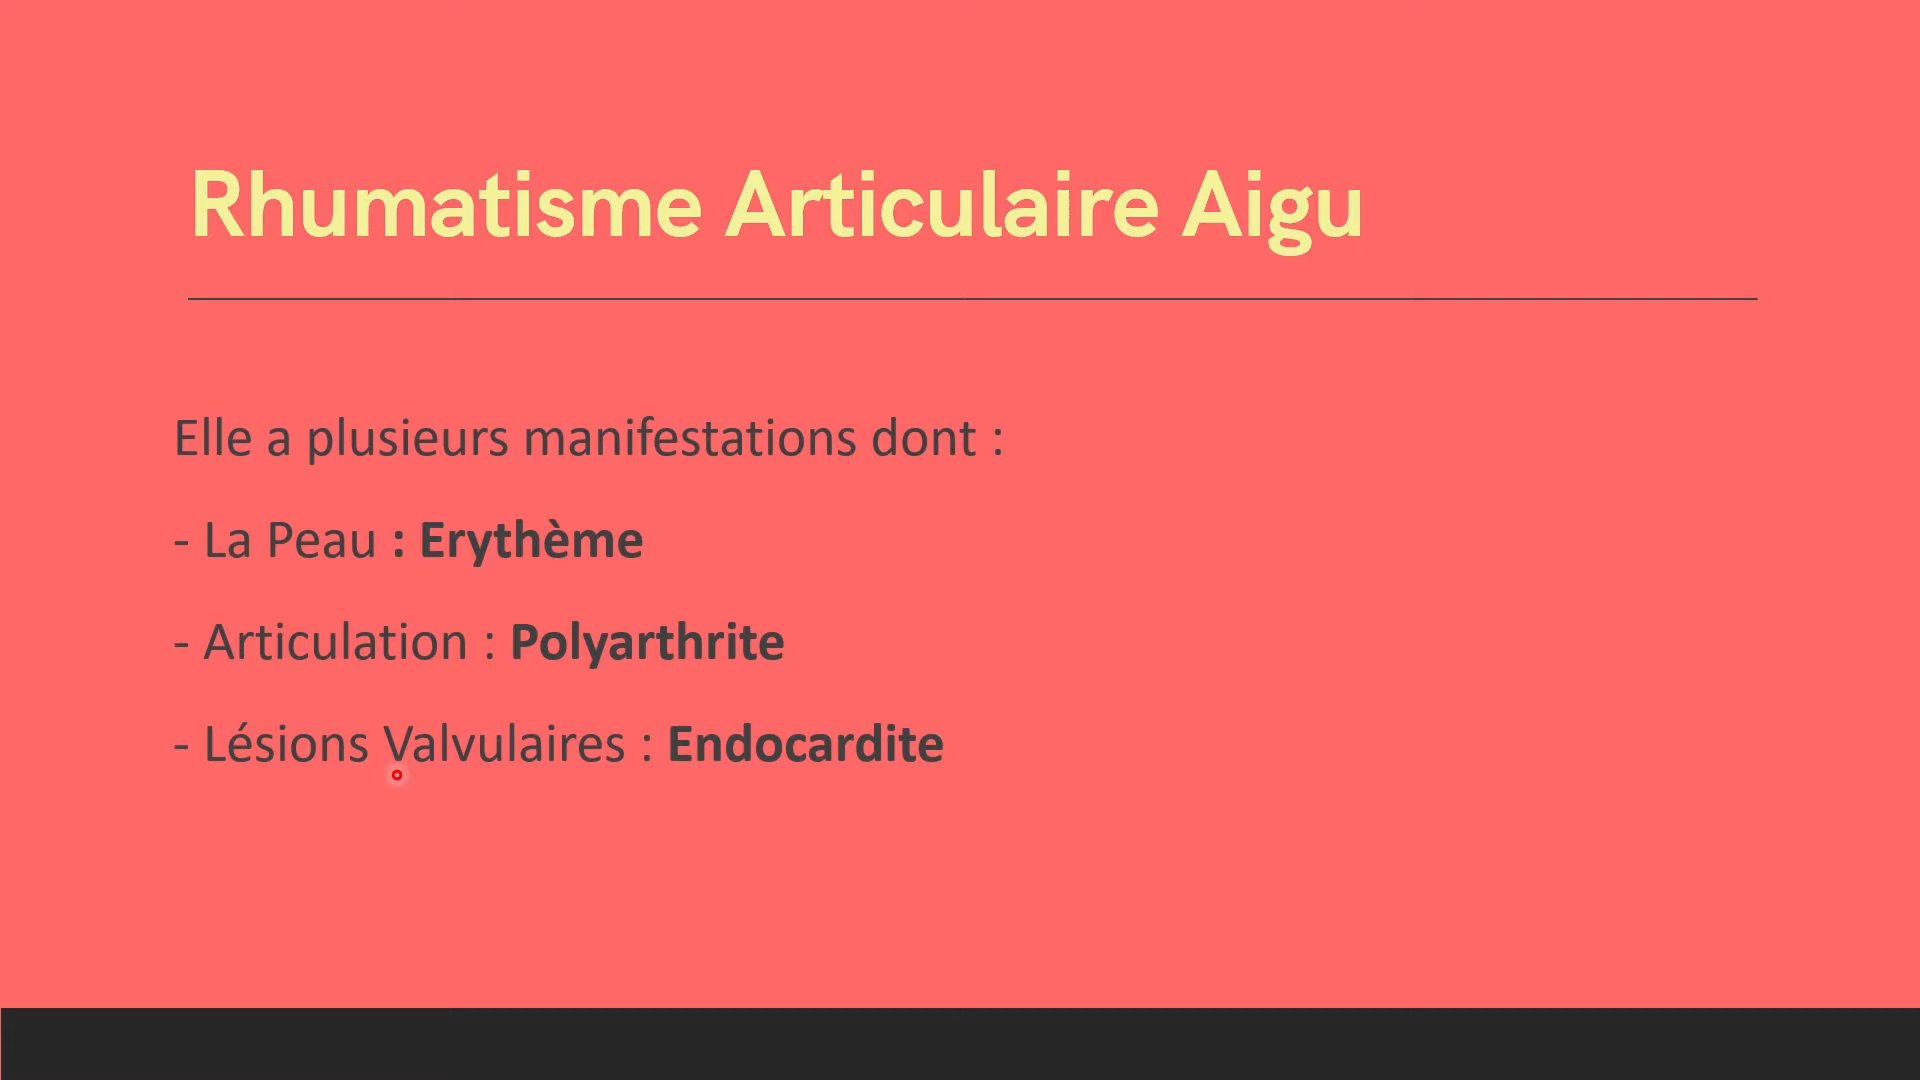 Rhumatisme Articulaire Aigu
Elle a plusieurs manifestations dont :
- La Peau : Erythème
- Articulation : Polyarthrite
- Lésions Valvulaires : Endocardite